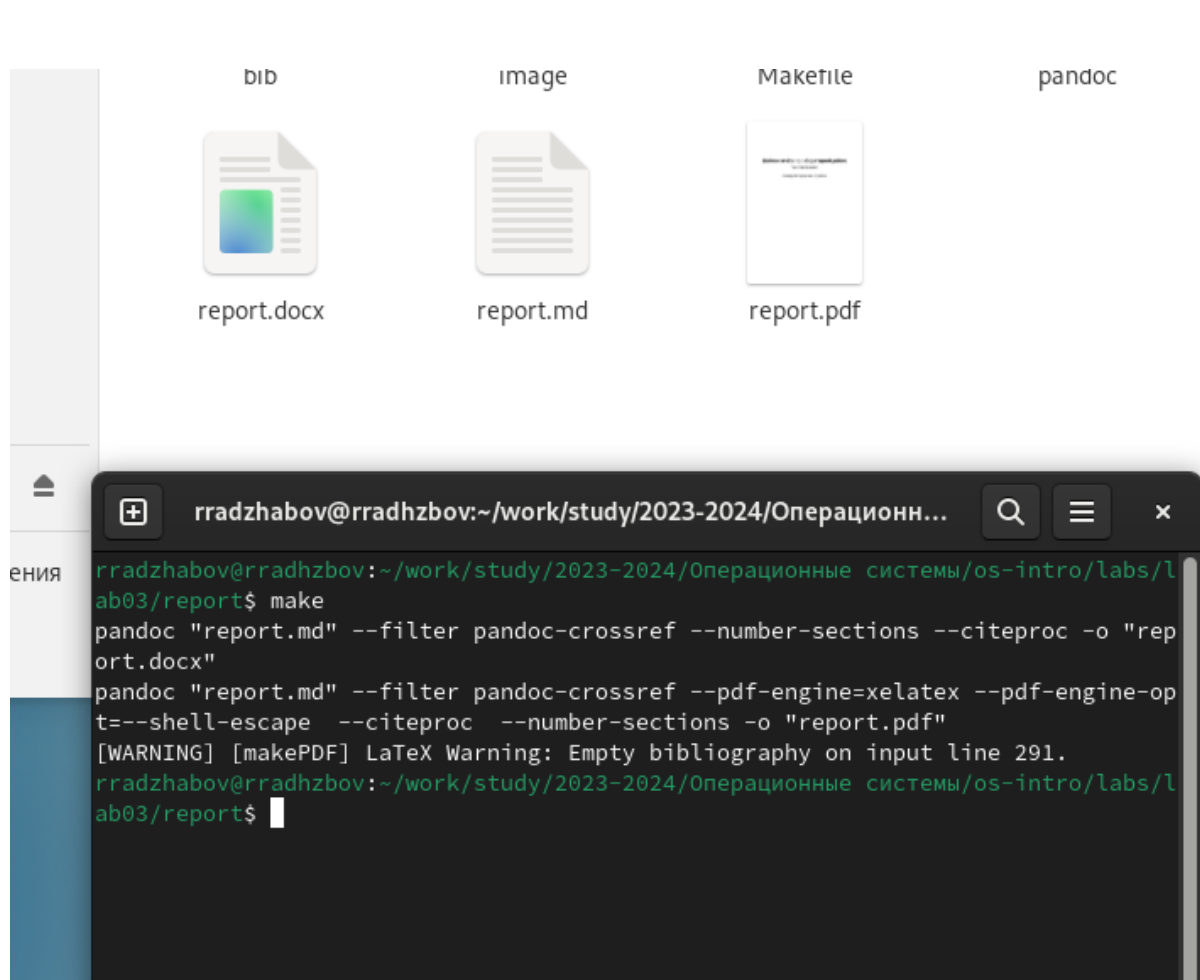 bib image Makefile pandoc
report.docx report.md report.pdf
rradzhabov@rradhzbov:~/work/study/2023-2024/Операционн...
ения
rradzhabov@rradhzbov:~/work/study/2023-2024/Операционные системы/os-intro/labs/l
ab03/report$ make
pandoc "report.md" --filter pandoc-crossref --number-sections --citeproc -o "rep
ort.docx"
pandoc "report.md" --filter pandoc-crossref --pdf-engine=xelatex --pdf-engine-op
t=--shell-escape  --citeproc  --number-sections -o "report.pdf"
[WARNING] [makePDF] LaTeX Warning: Empty bibliography on input line 291.
rradzhabov@rradhzbov:~/work/study/2023-2024/Операционные системы/os-intro/labs/l
ab03/report$